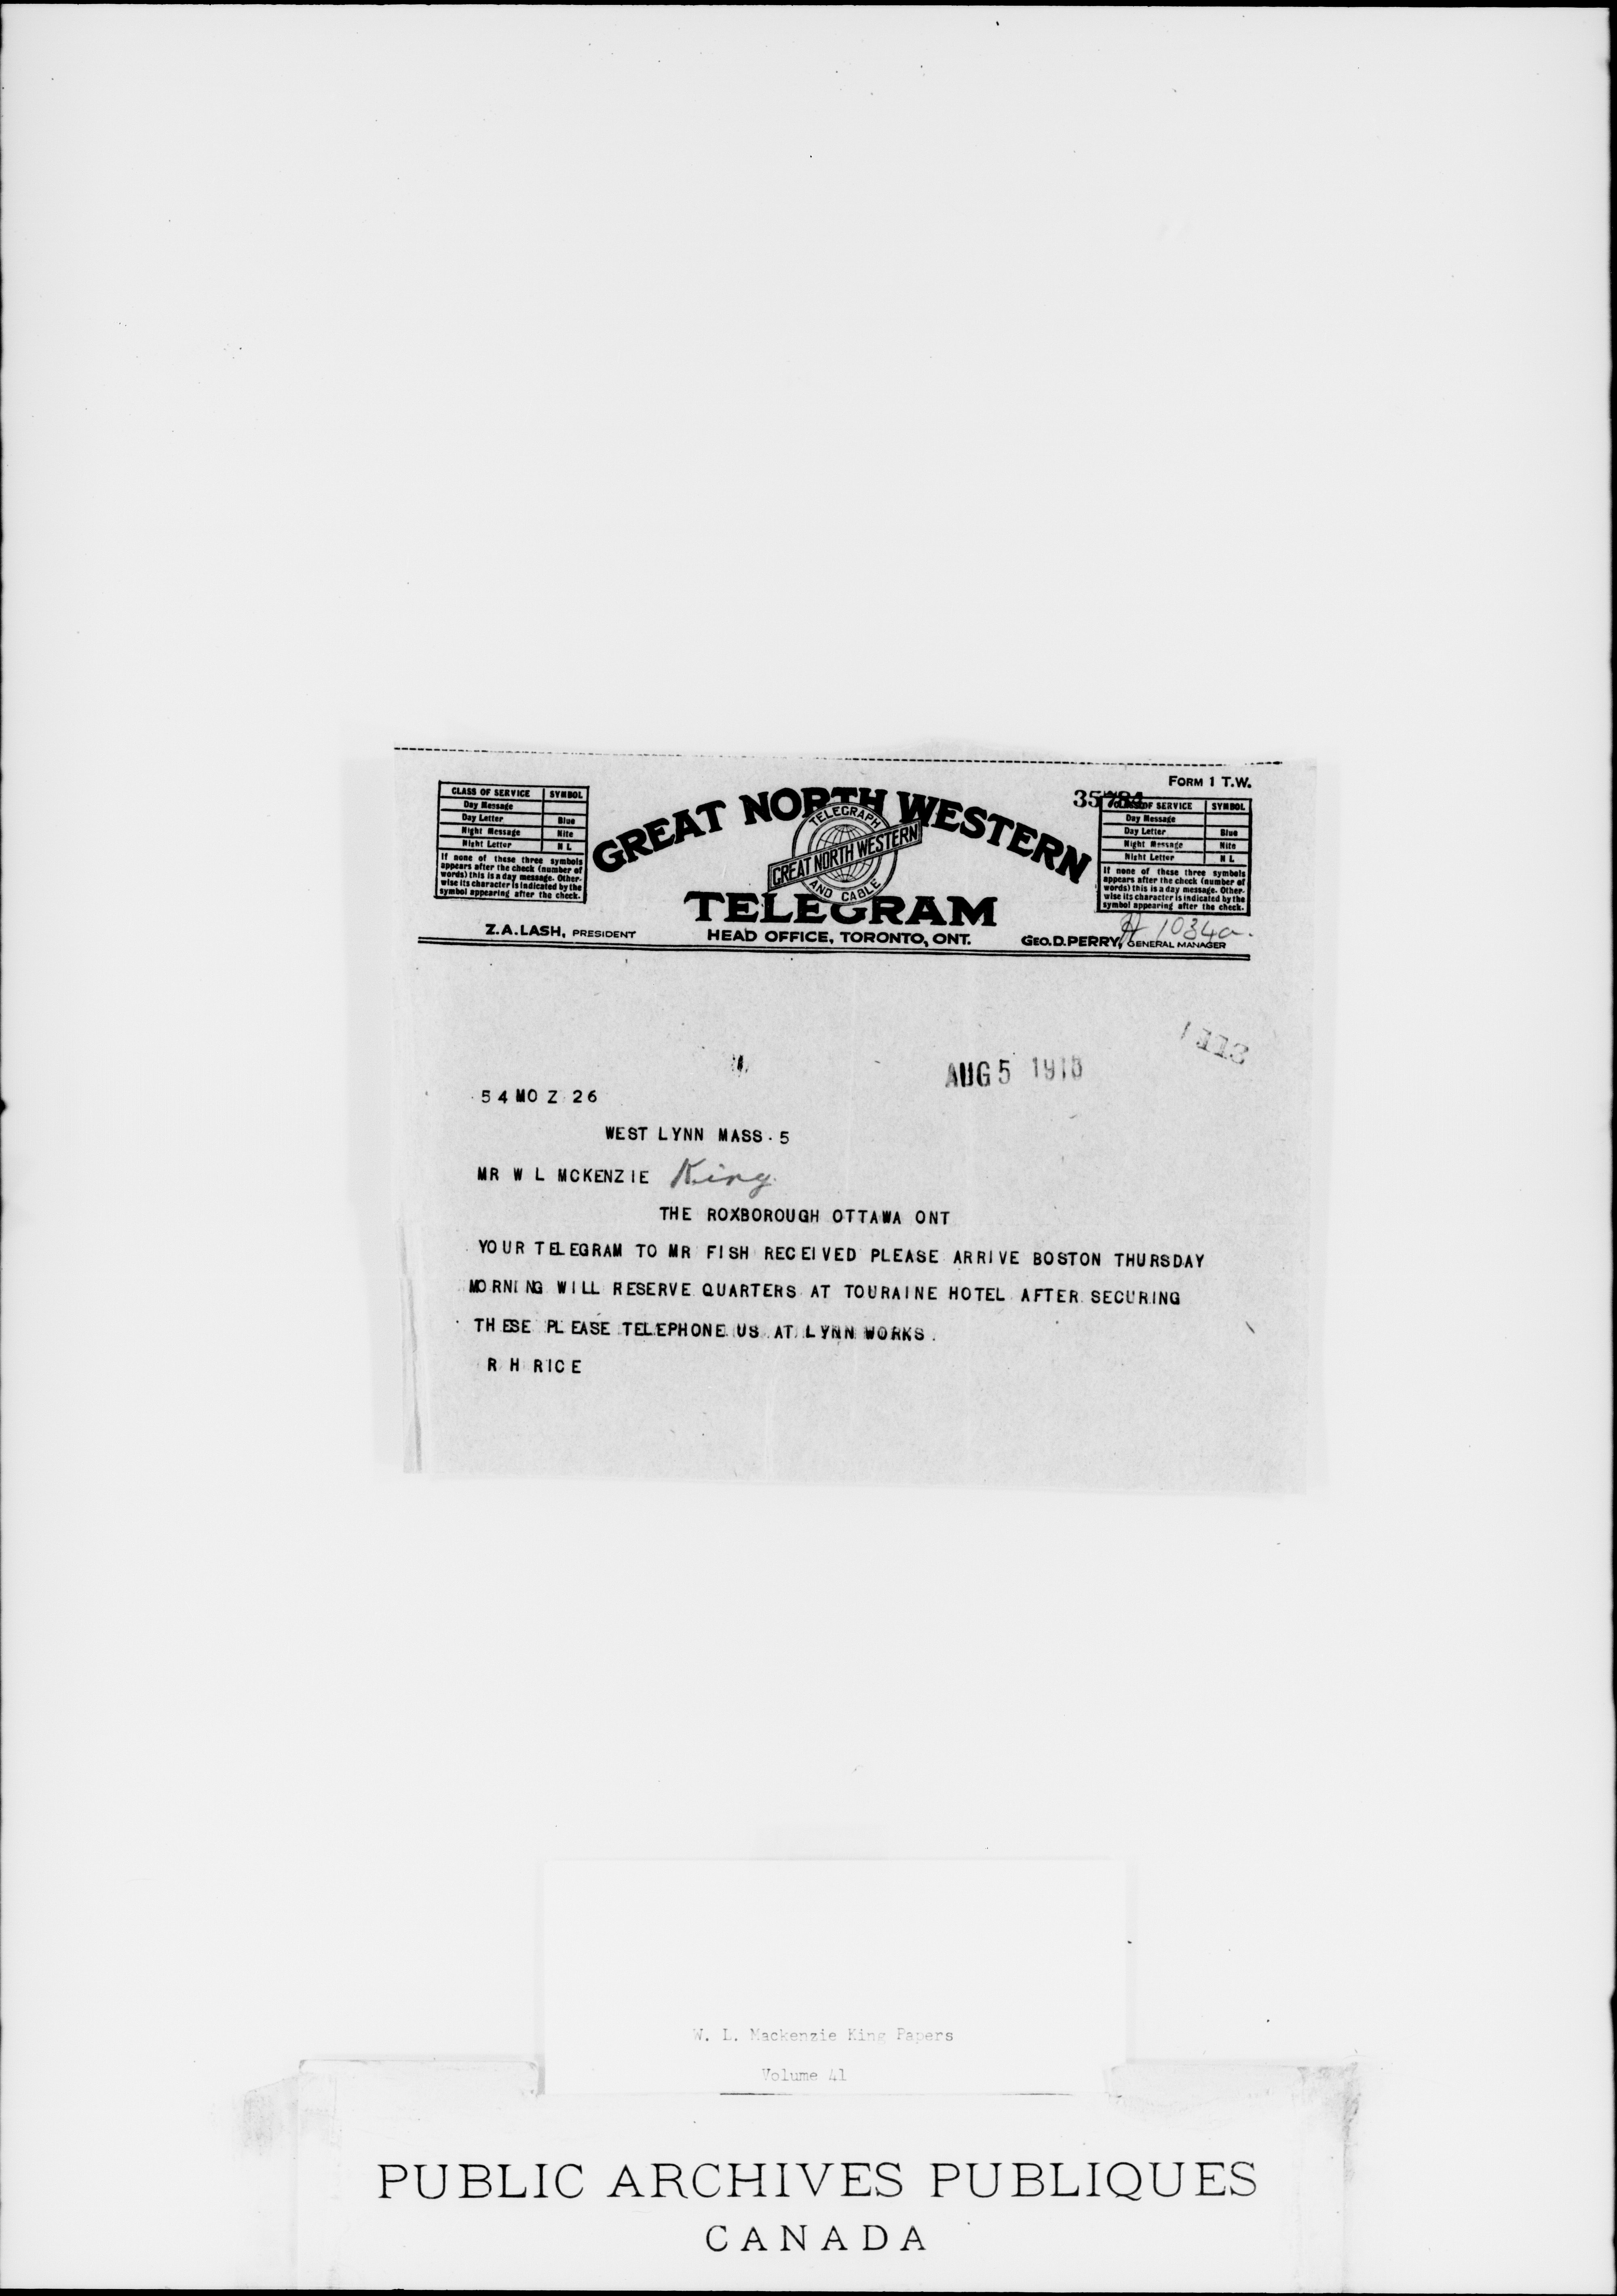 FORM 1 T.W.
CLASS OF SERVICE SYMBOL
Day Message
Day Letter Blue
Night Message Nite
Night Letter N L
If none of these three symbols
appears after the check (number of
words) this is a day message. Other-
wise its character is indicated by the
symbol appearing after the check.
GREAT NORTH WESTERN
TELEGRAPH
GREAT NORTH WESTERN
AND CABLE
TELEGRAM
CLASS OF SERVICE SYMBOL
Day Message
Day Letter Blue
Night Message Nite
Night Letter N L
If none of these three symbols
appears after the check (number of
words) this is a day message. Other-
wise its character is indicated by the
symbol appearing after the check.
Z.A. LASH, PRESIDENT
HEAD OFFICE, TORONTO, ONT.
GEO. D. PERRY, GENERAL MANAGER
1034a.
AUG 5
54 MO Z 26
WEST LYNN MASS. 5
MR W L MCKENZIE King
THE ROXBOROUGH OTTAWA ONT
YOUR TELEGRAM TO MR FISH RECEIVED PLEASE ARRIVE BOSTON THURSDAY
MORNING WILL RESERVE QUARTERS AT TOURAINE HOTEL AFTER SECURING
THESE PLEASE TELEPHONE US AT LYNN WORKS.
R H RICE
W. L. Mackenzie King Papers
Volume 41
PUBLIC ARCHIVES PUBLIQUES
CANADA